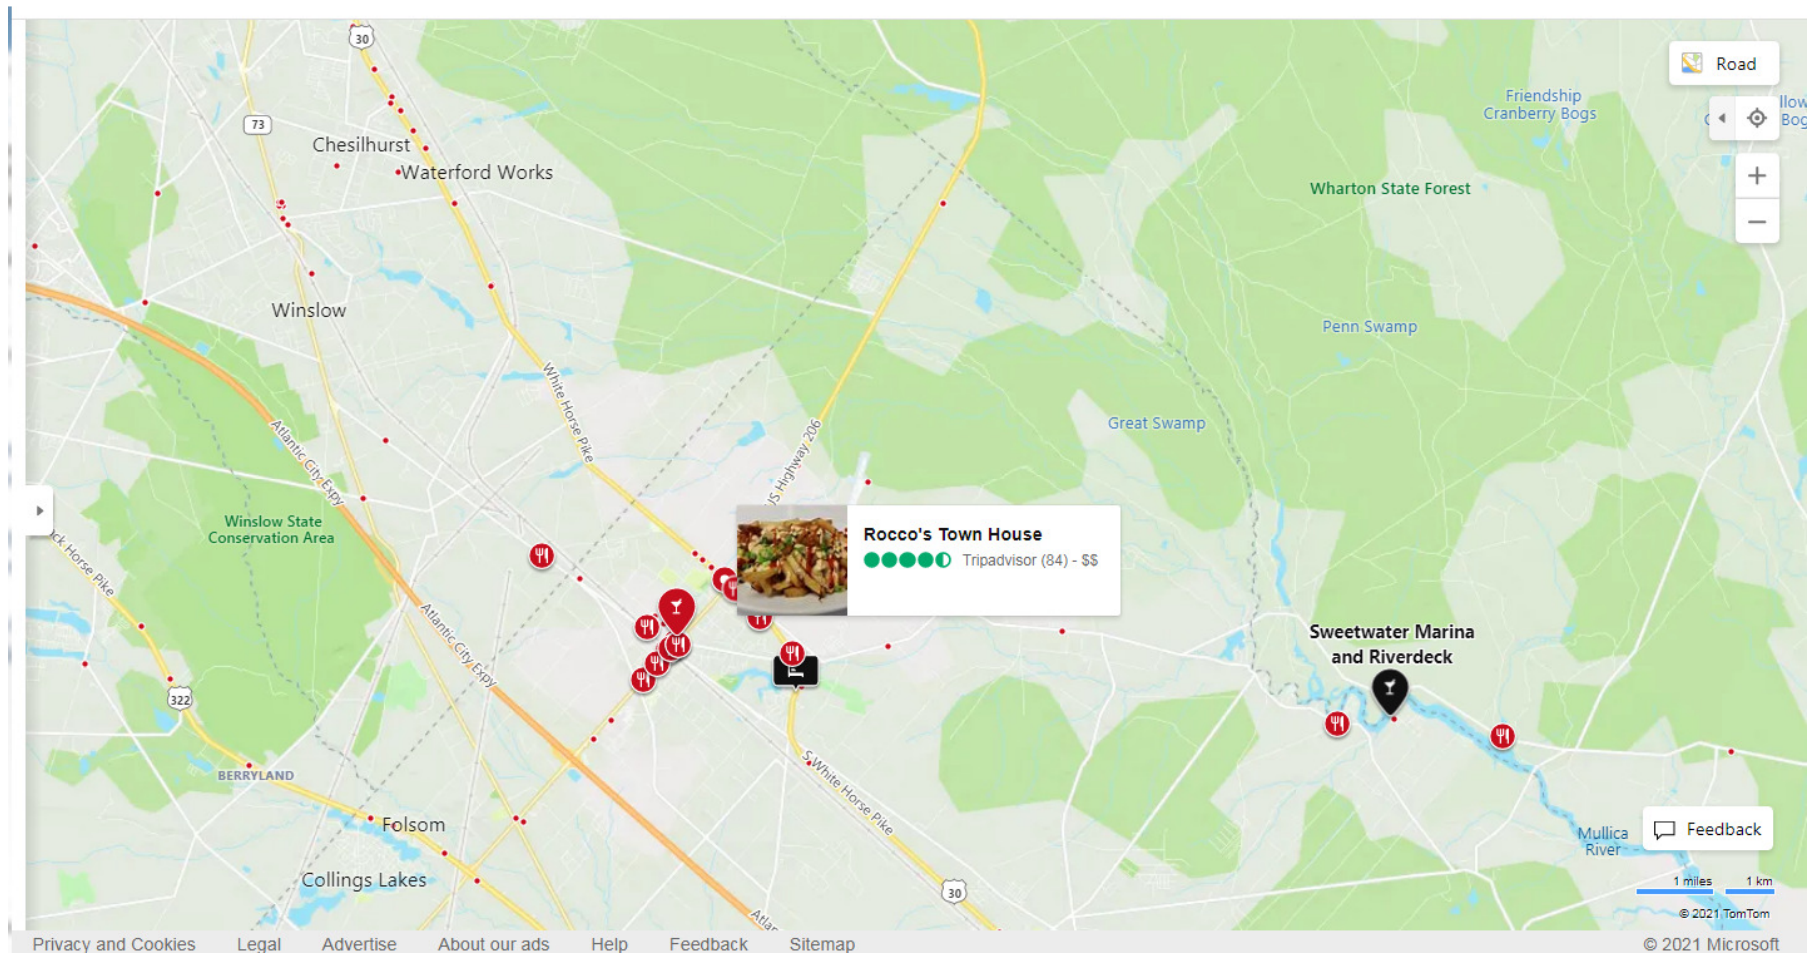 30
Road
Friendship
Cranberry Bogs
Bog
73
Chesilhurst
Waterford Works
Wharton State Forest
Winslow
Penn Swamp
White Horse Pike
Great Swamp
Atlantic City Expy
US Highway 206
Winslow State
Conservation Area
Rocco's Town House
Tripadvisor (84) - $$
Horse Pike
Atlantic City Expy
Sweetwater Marina
and Riverdeck
322
BERRYLAND
S White Horse Pike
Folsom
Feedback
Mullica
River
Collings Lakes
30
1 miles 1 km
© 2021 TomTom
Privacy and Cookies Legal Advertise About our ads Help Feedback Sitemap © 2021 Microsoft